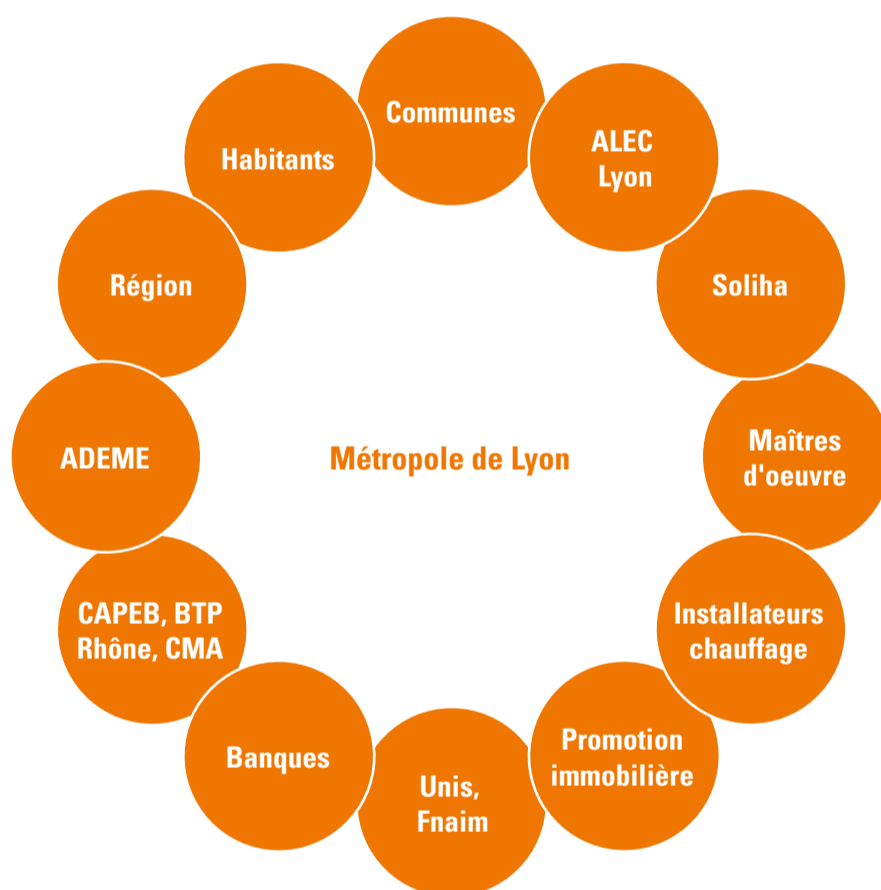 Communes
ALEC
Lyon
Soliha
Maîtres
d'oeuvre
Installateurs
chauffage
Promotion
immobilière
Unis,
Fnaim
Banques
CAPEB, BTP
Rhône, CMA
ADEME
Région
Habitants
Métropole de Lyon